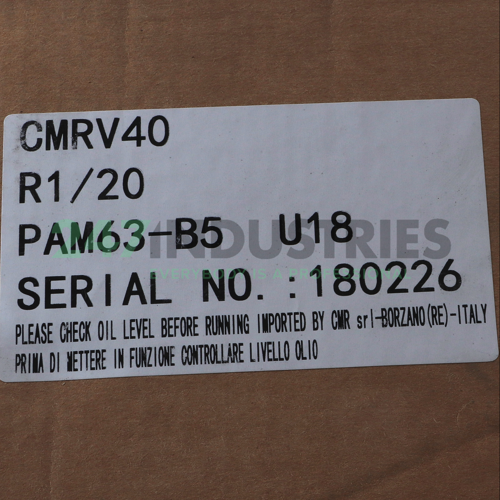 CMRV40
R1/20
PAM63-B5 U18
SERIAL NO.:180226
PLEASE CHECK OIL LEVEL BEFORE RUNNING IMPORTED BY CMR srl-BORZANO(RE)-ITALY
PRIMA DI METTERE IN FUNZIONE CONTROLLARE LIVELLO OLIO
INDUSTRIES